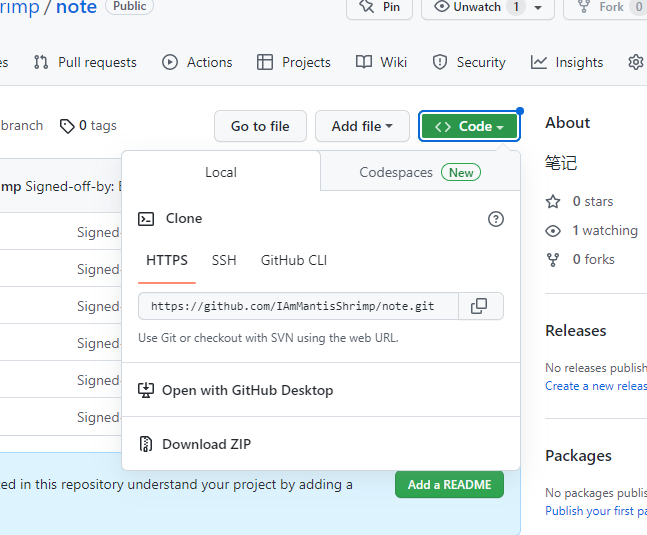 rimp / note Public
Pin
Unwatch 1
Fork 0
Pull requests
Actions
Projects
Wiki
Security
Insights
branch
0 tags
Go to file
Add file
Code
About
笔记
0 stars
1 watching
0 forks
mp Signed-off-by:
Signed-
Signed-
Signed-
Signed-
Signed-
Signed-
Local
Codespaces New
Clone
HTTPS
SSH
GitHub CLI
https://github.com/IAmMantisShrimp/note.git
Use Git or checkout with SVN using the web URL.
Open with GitHub Desktop
Download ZIP
Releases
No releases publish
Create a new releas
Packages
No packages publis
Publish your first pa
ted in this repository understand your project by adding a
Add a README